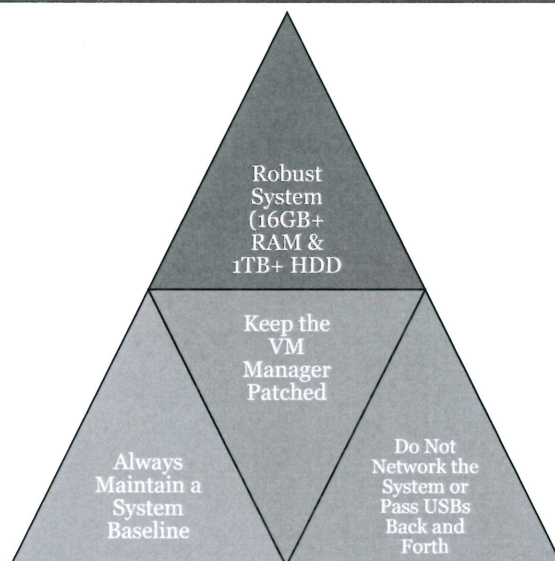 Robust
System
(16GB+
RAM &
1TB+ HDD
Keep the
VM
Manager
Patched
Always
Maintain a
System
Baseline
Do Not
Network the
System or
Pass USBs
Back and
Forth